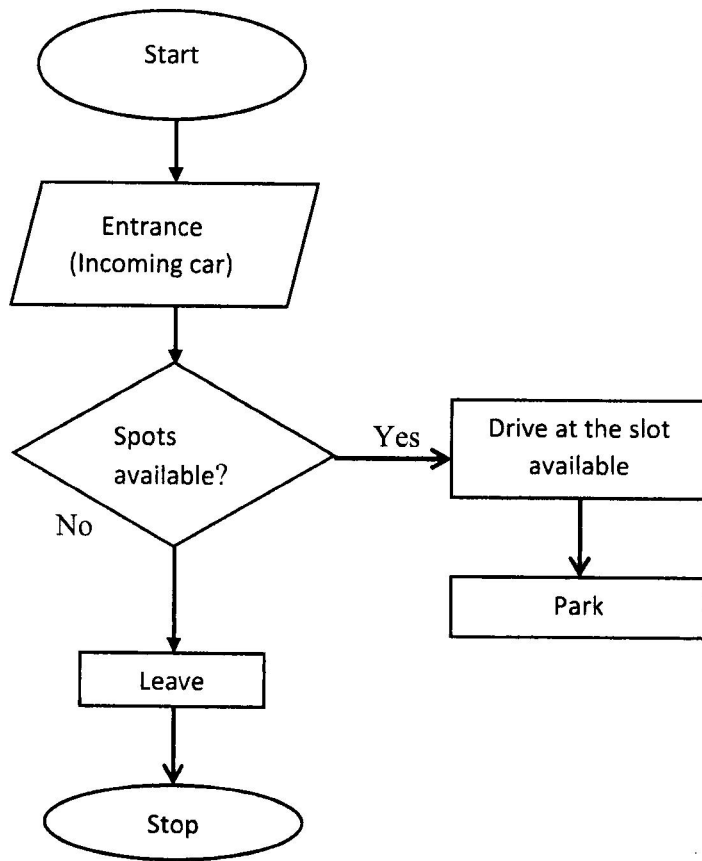 Start
Entrance
(Incoming car)
Spots
available?
Yes
Drive at the slot
available
No
Park
Leave
Stop